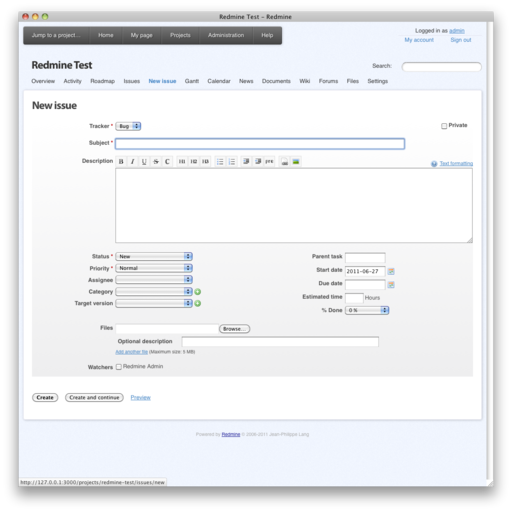 Redmine Test – Redmine
Jump to a project... Home My page Projects Administration Help
Logged in as admin
My account Sign out
Redmine Test
Search:
Overview Activity Roadmap Issues New issue Gantt Calendar News Documents Wiki Forums Files Settings
New issue
Tracker * Bug
Private
Subject *
Description B I U S C H1 H2 H3 pre
Text formatting
Status * New
Parent task
Priority * Normal
Start date 2011-06-27
Assignee
Due date
Category
Estimated time Hours
Target version
% Done 0 %
Files Browse...
Optional description
Add another file (Maximum size: 5 MB)
Watchers Redmine Admin
Create Create and continue Preview
Powered by Redmine © 2006-2011 Jean-Philippe Lang
http://127.0.0.1:3000/projects/redmine-test/issues/new